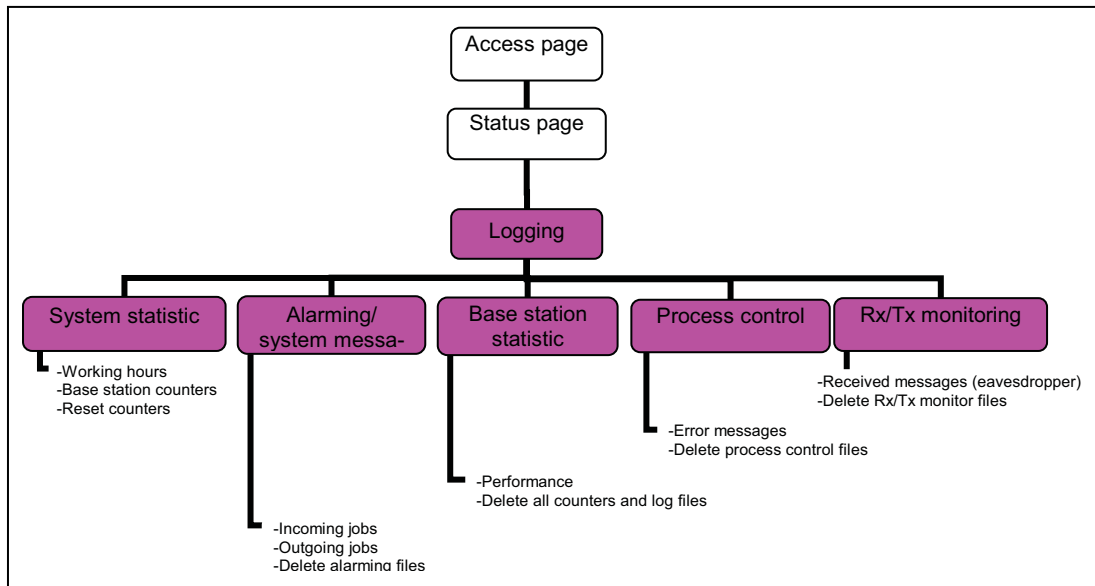 Access page
Status page
Logging
System statistic
-Working hours
-Base station counters
-Reset counters
Alarming/
system messa-
-Incoming jobs
-Outgoing jobs
-Delete alarming files
Base station
statistic
-Performance
-Delete all counters and log files
Process control
-Error messages
-Delete process control files
Rx/Tx monitoring
-Received messages (eavesdropper)
-Delete Rx/Tx monitor files